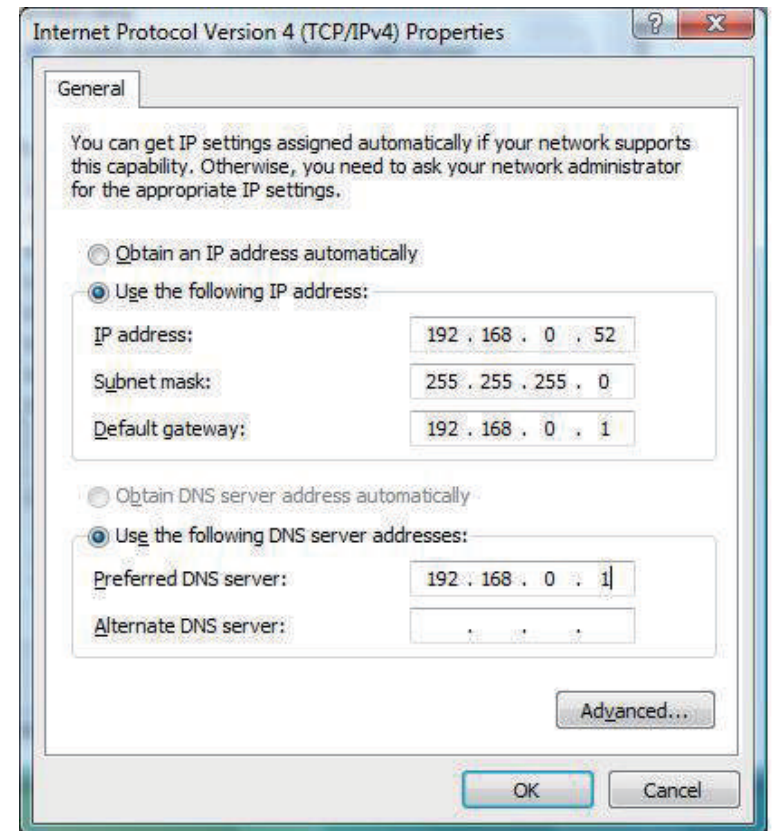 Internet Protocol Version 4 (TCP/IPv4) Properties
General
You can get IP settings assigned automatically if your network supports
this capability. Otherwise, you need to ask your network administrator
for the appropriate IP settings.
Obtain an IP address automatically
Use the following IP address:
IP address: 192 . 168 . 0 . 52
Subnet mask: 255 . 255 . 255 . 0
Default gateway: 192 . 168 . 0 . 1
Obtain DNS server address automatically
Use the following DNS server addresses:
Preferred DNS server: 192 . 168 . 0 . 1
Alternate DNS server: . . .
Advanced...
OK Cancel